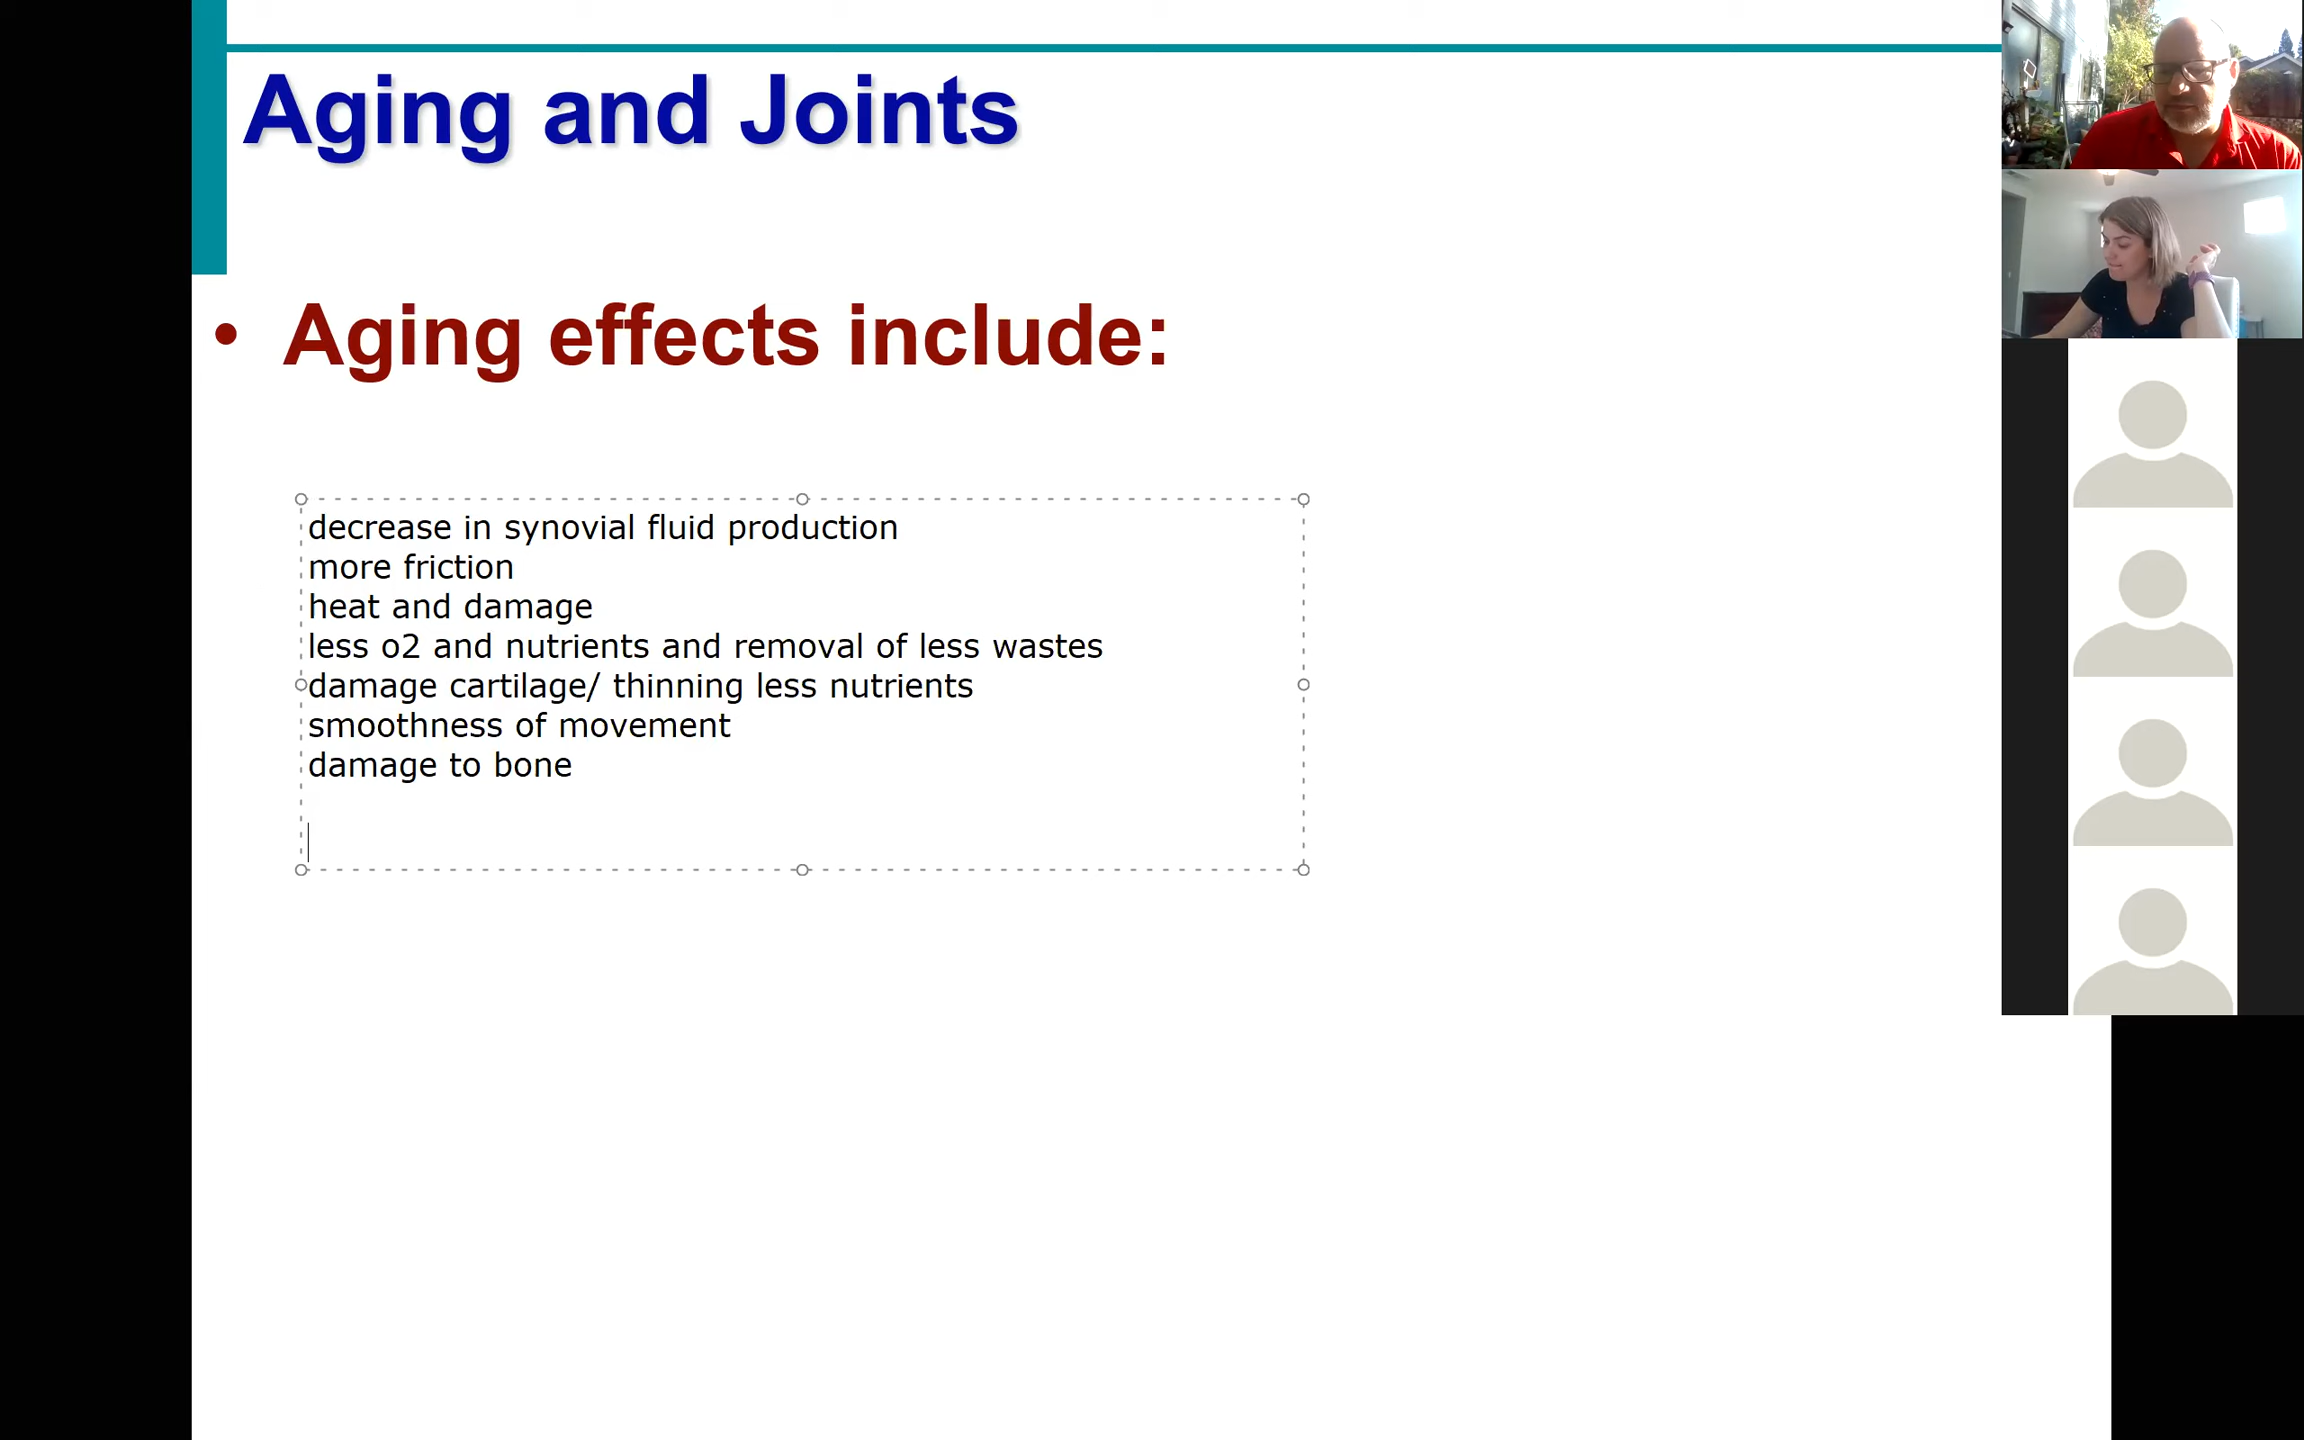 Aging and Joints
• Aging effects include:
decrease in synovial fluid production
more friction
heat and damage
less o2 and nutrients and removal of less wastes
damage cartilage/ thinning less nutrients
smoothness of movement
damage to bone